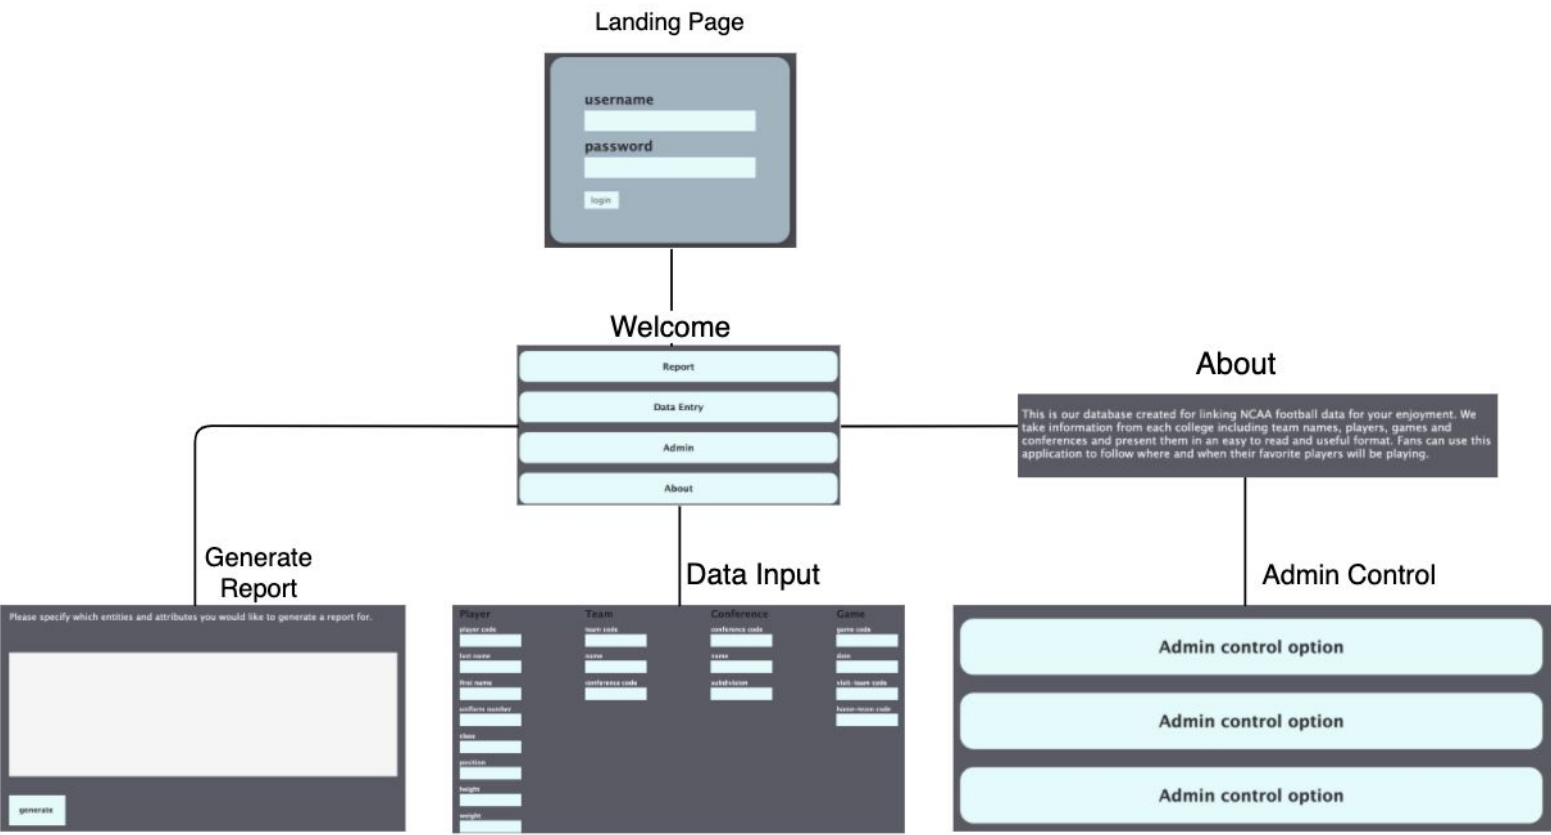 Landing Page
username
password
login
Welcome
Report
Data Entry
Admin
About
About
This is our database created for linking NCAA football data for your enjoyment. We
take information from each college including team names, players, games and
conferences and present them in an easy to read and useful format. Fans can use this
application to follow where and when their favorite players will be playing.
Generate
Report
Please specify which entities and attributes you would like to generate a report for.
generate
Data Input
Player
player code
last name
first name
uniform number
class
position
height
weight
Team
team code
name
conference code
Conference
conference code
name
subdivision
Game
game code
date
visit-team code
home-team code
Admin Control
Admin control option
Admin control option
Admin control option